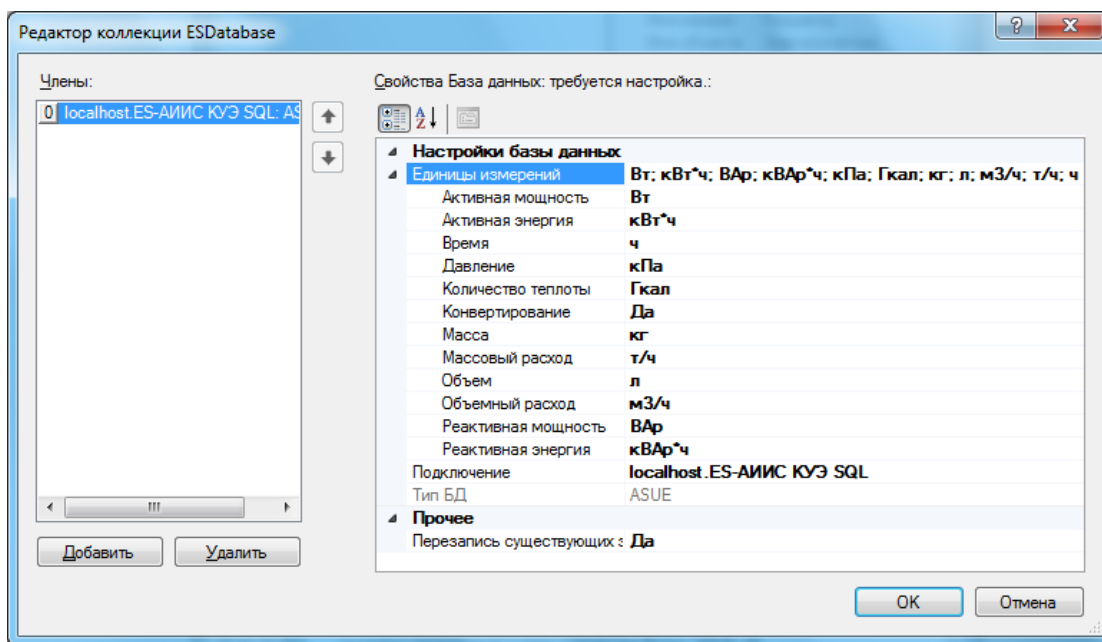 Редактор коллекции ESDatabase
Члены:
Свойства База данных: требуется настройка.:
0 localhost.ES-АИИС КУЭ SQL: AS
Настройки базы данных
Единицы измерений Вт; кВт*ч; ВАр; кВАр*ч; кПа; Гкал; кг; л; м3/ч; т/ч; ч
Активная мощность Вт
Активная энергия кВт*ч
Время ч
Давление кПа
Количество теплоты Гкал
Конвертирование Да
Масса кг
Массовый расход т/ч
Объем л
Объемный расход м3/ч
Реактивная мощность ВАр
Реактивная энергия кВАр*ч
Подключение localhost.ES-АИИС КУЭ SQL
Тип БД ASUE
Прочее
Перезапись существующих з Да
Добавить Удалить
OK Отмена